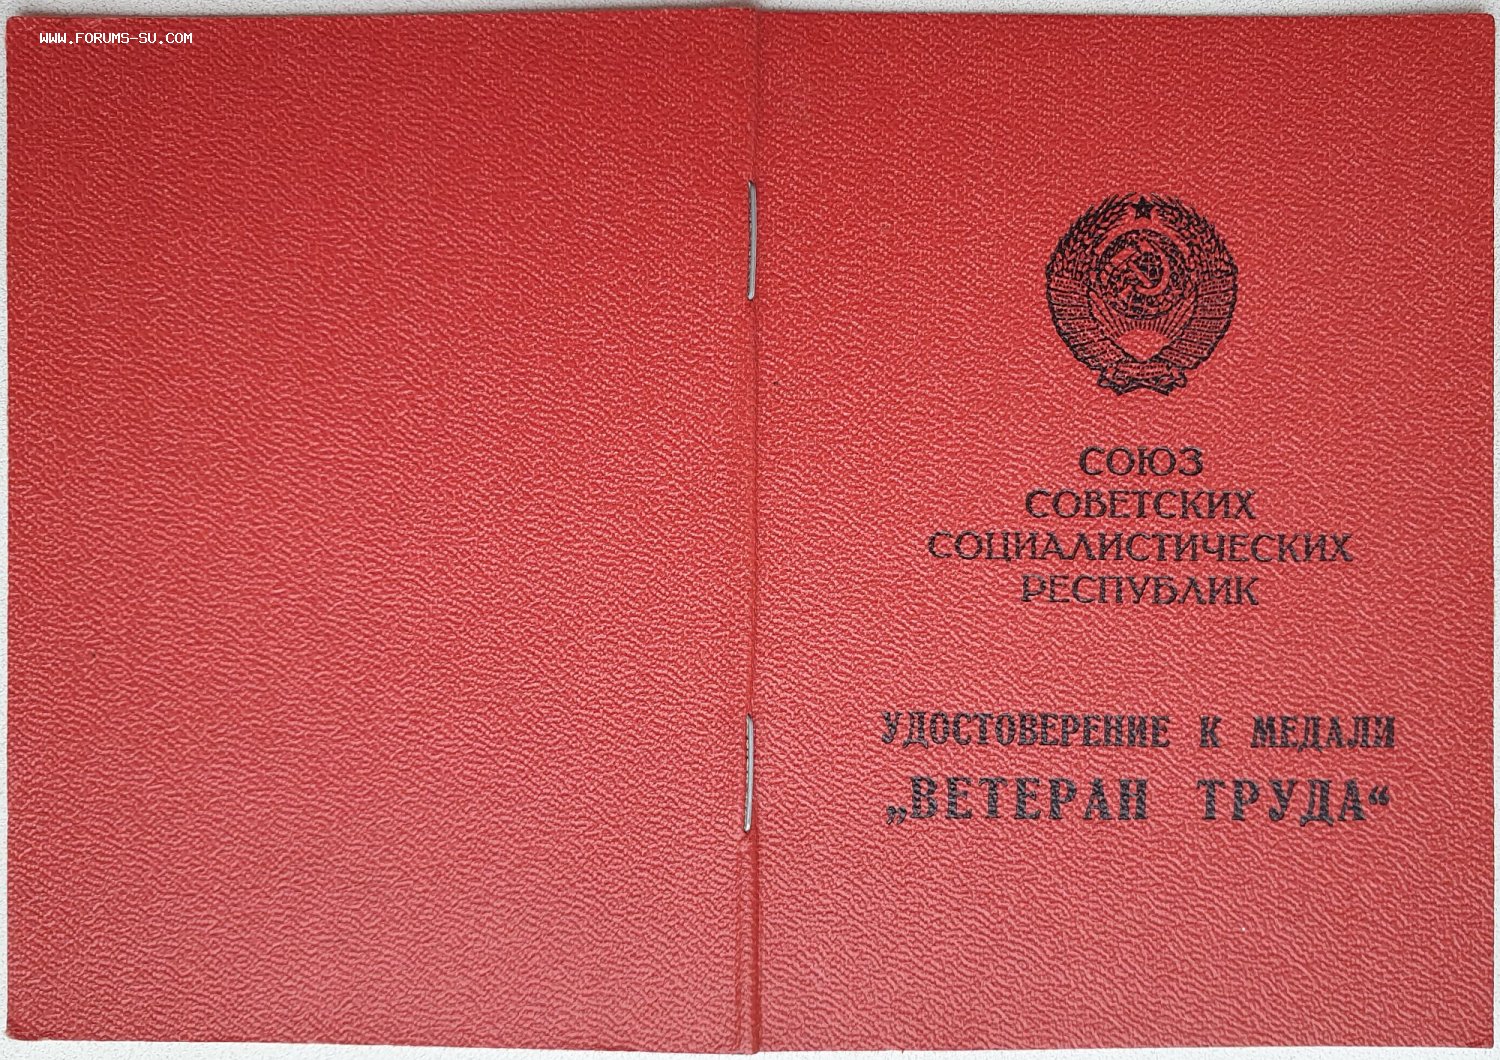 WWW.FORUMS-SU.COM
СОЮЗ
СОВЕТСКИХ
СОЦИАЛИСТИЧЕСКИХ
РЕСПУБЛИК
УДОСТОВЕРЕНИЕ К МЕДАЛИ
„ВЕТЕРАН ТРУДА“